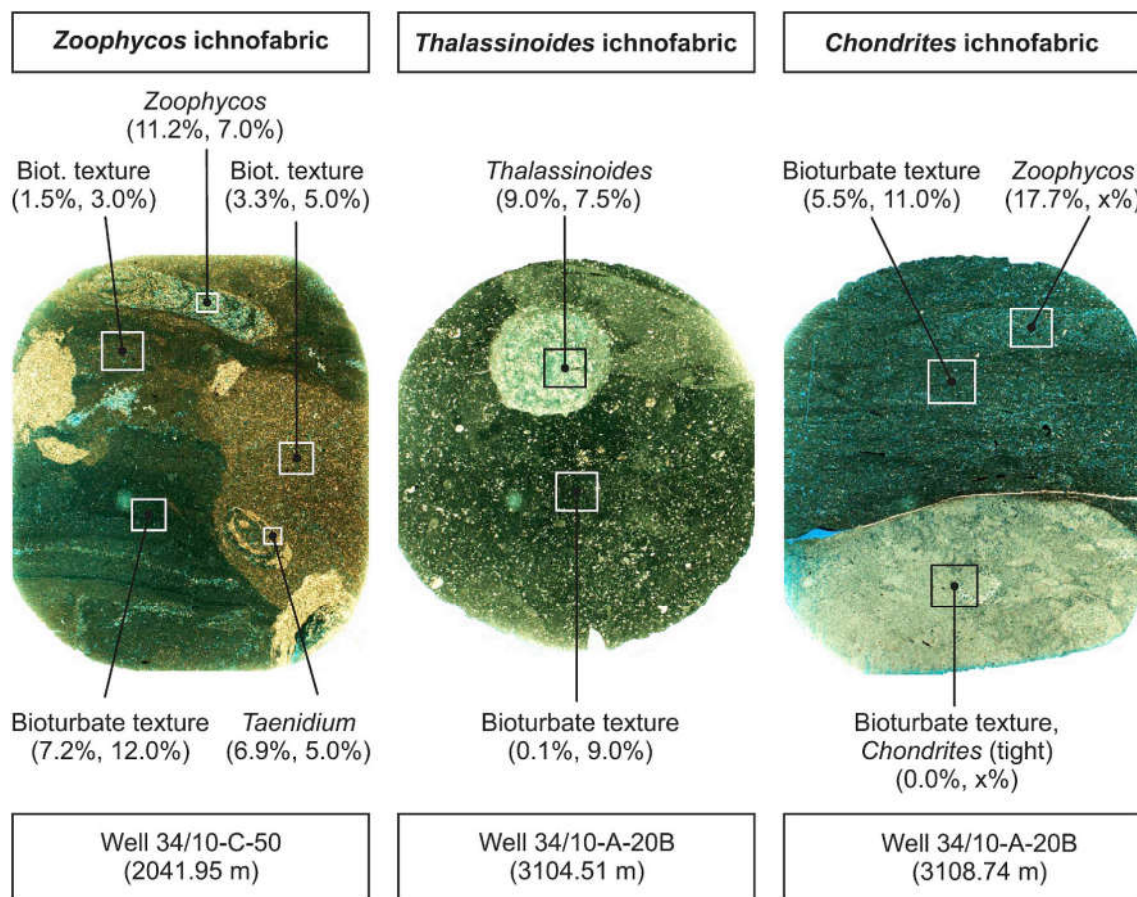 Zoophycos ichnofabric
Zoophycos
(11.2%, 7.0%)
Biot. texture
(1.5%, 3.0%)
Biot. texture
(3.3%, 5.0%)
Bioturbate texture
(7.2%, 12.0%)
Taenidium
(6.9%, 5.0%)
Well 34/10-C-50
(2041.95 m)
Thalassinoides ichnofabric
Thalassinoides
(9.0%, 7.5%)
Bioturbate texture
(0.1%, 9.0%)
Well 34/10-A-20B
(3104.51 m)
Chondrites ichnofabric
Bioturbate texture
(5.5%, 11.0%)
Zoophycos
(17.7%, x%)
Bioturbate texture,
Chondrites (tight)
(0.0%, x%)
Well 34/10-A-20B
(3108.74 m)